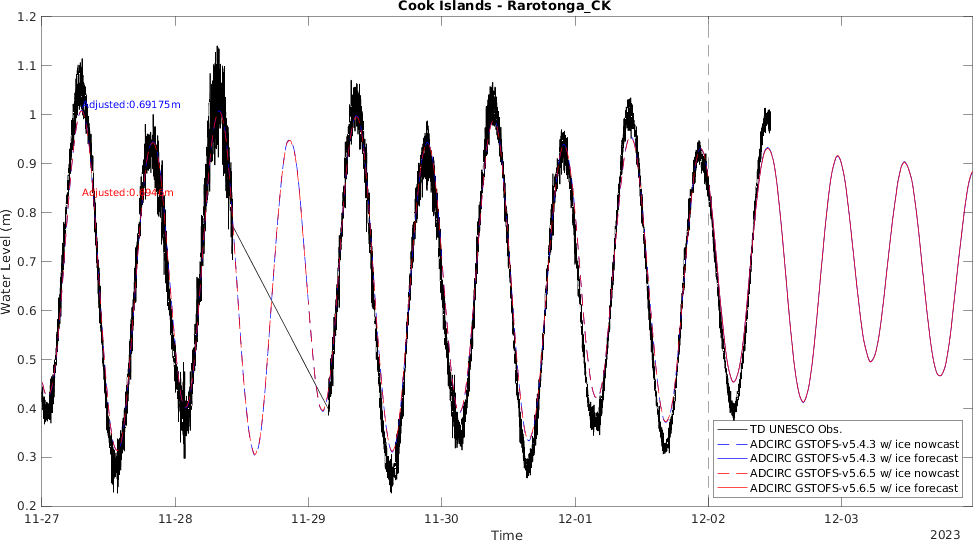 Cook Islands - Rarotonga_CK
1.2
1.1
1
0.9
0.8
0.7
0.6
0.5
0.4
0.3
0.2
Water Level (m)
Adjusted:0.69175m
TD UNESCO Obs.
ADCIRC GSTOFS-v5.4.3 w/ ice nowcast
ADCIRC GSTOFS-v5.4.3 w/ ice forecast
ADCIRC GSTOFS-v5.6.5 w/ ice nowcast
ADCIRC GSTOFS-v5.6.5 w/ ice forecast
11-27 11-28 11-29 11-30 12-01 12-02 12-03
Time
2023